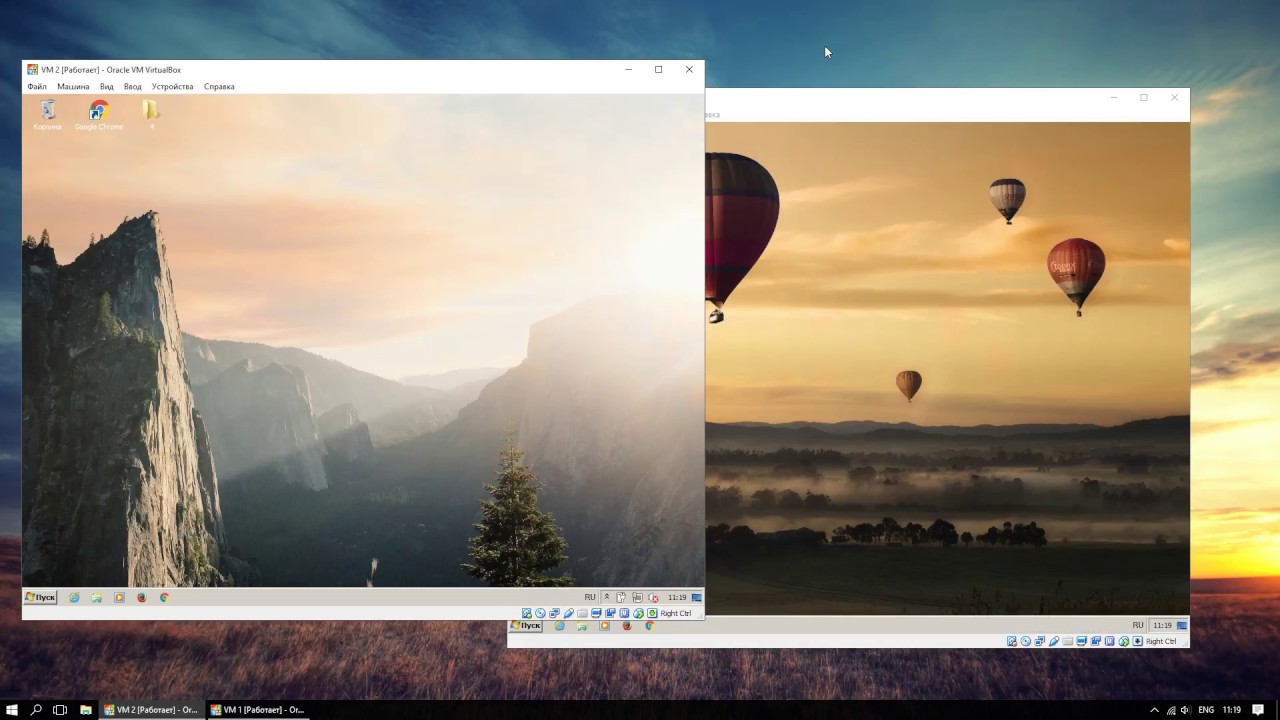 VM 2 [Работает] - Oracle VM VirtualBox
Файл Машина Вид Ввод Устройства Справка
Корзина Google Chrome 4
Пуск RU 11:19
Right Ctrl
Пуск RU 11:19
Right Ctrl
VM 2 [Работает] - Or... VM 1 [Работает] - Or... ENG 11:19